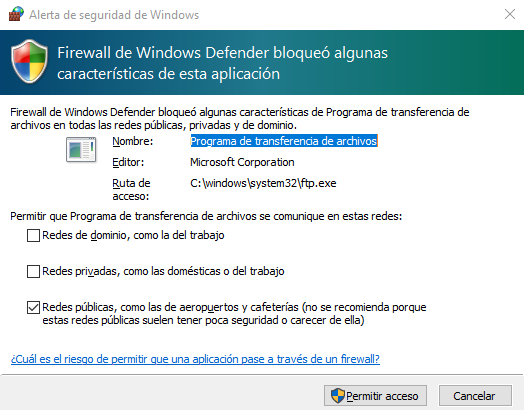 Alerta de seguridad de Windows
Firewall de Windows Defender bloqueó algunas
características de esta aplicación
Firewall de Windows Defender bloqueó algunas características de Programa de transferencia de
archivos en todas las redes públicas, privadas y de dominio.
Nombre: Programa de transferencia de archivos
Editor: Microsoft Corporation
Ruta de C:\windows\system32\ftp.exe
acceso:
Permitir que Programa de transferencia de archivos se comunique en estas redes:
Redes de dominio, como la del trabajo
Redes privadas, como las domésticas o del trabajo
Redes públicas, como las de aeropuertos y cafeterías (no se recomienda porque
estas redes públicas suelen tener poca seguridad o carecer de ella)
¿Cuál es el riesgo de permitir que una aplicación pase a través de un firewall?
Permitir acceso Cancelar